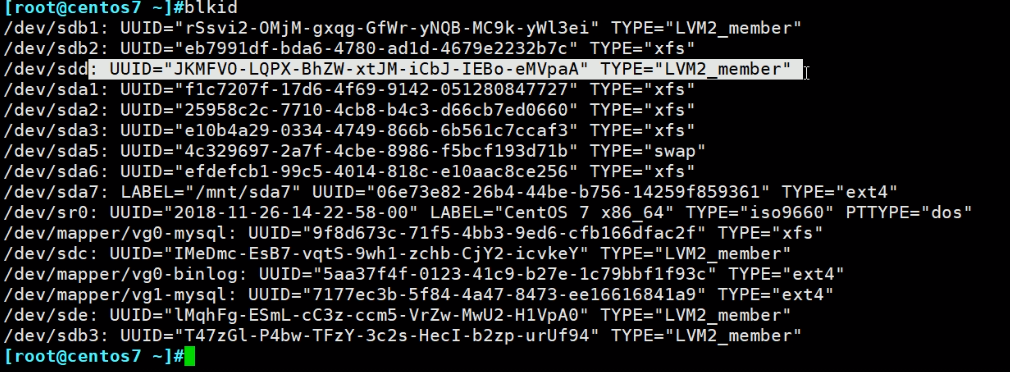 [root@centos7 ~]#blkid
/dev/sdb1: UUID="rSsvi2-OMjM-gxqg-GfWr-yNQB-MC9k-yWl3ei" TYPE="LVM2_member"
/dev/sdb2: UUID="eb7991df-bda6-4780-ad1d-4679e2232b7c" TYPE="xfs"
/dev/sdd: UUID="JKMFVO-LQPX-BhZW-xtJM-iCbJ-IEBo-eMVpaA" TYPE="LVM2_member"
/dev/sda1: UUID="f1c7207f-17d6-4f69-9142-051280847727" TYPE="xfs"
/dev/sda2: UUID="25958c2c-7710-4cb8-b4c3-d66cb7ed0660" TYPE="xfs"
/dev/sda3: UUID="e10b4a29-0334-4749-866b-6b561c7ccaf3" TYPE="xfs"
/dev/sda5: UUID="4c329697-2a7f-4cbe-8986-f5bcf193d71b" TYPE="swap"
/dev/sda6: UUID="efdefcb1-99c5-4014-818c-e10aac8ce256" TYPE="xfs"
/dev/sda7: LABEL="/mnt/sda7" UUID="06e73e82-26b4-44be-b756-14259f859361" TYPE="ext4"
/dev/sr0: UUID="2018-11-26-14-22-58-00" LABEL="CentOS 7 x86_64" TYPE="iso9660" PTTYPE="dos"
/dev/mapper/vg0-mysql: UUID="9f8d673c-71f5-4bb3-9ed6-cfb166dfac2f" TYPE="xfs"
/dev/sdc: UUID="IMeDmc-EsB7-vqtS-9wh1-zchb-CjY2-icvkeY" TYPE="LVM2_member"
/dev/mapper/vg0-binlog: UUID="5aa37f4f-0123-41c9-b27e-1c79bbf1f93c" TYPE="ext4"
/dev/mapper/vg1-mysql: UUID="7177ec3b-5f84-4a47-8473-ee16616841a9" TYPE="ext4"
/dev/sde: UUID="lMqhFg-ESmL-cC3z-ccm5-VrZw-MwU2-H1VpA0" TYPE="LVM2_member"
/dev/sdb3: UUID="T47zGl-P4bw-TFzY-3c2s-HecI-b2zp-urUf94" TYPE="LVM2_member"
[root@centos7 ~]#